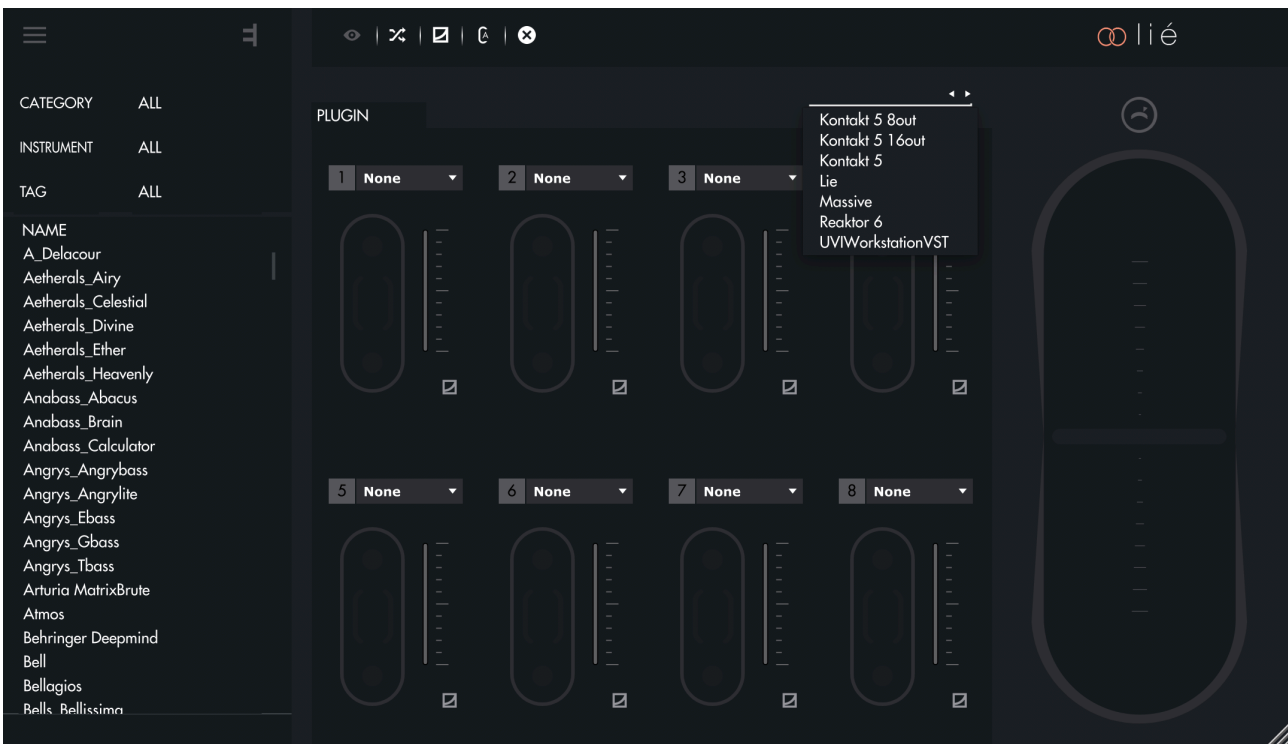 lié
CATEGORY ALL
INSTRUMENT ALL
TAG ALL
NAME
A_Delacour
Aetherals_Airy
Aetherals_Celestial
Aetherals_Divine
Aetherals_Ether
Aetherals_Heavenly
Anabass_Abacus
Anabass_Brain
Anabass_Calculator
Angrys_Angrybass
Angrys_Angrylite
Angrys_Ebass
Angrys_Gbass
Angrys_Tbass
Arturia MatrixBrute
Atmos
Behringer Deepmind
Bell
Bellagios
Bells_Bellissima
PLUGIN
Kontakt 5 8out
Kontakt 5 16out
Kontakt 5
Lie
Massive
Reaktor 6
UVIWorkstationVST
1 None
2 None
3 None
5 None
6 None
7 None
8 None